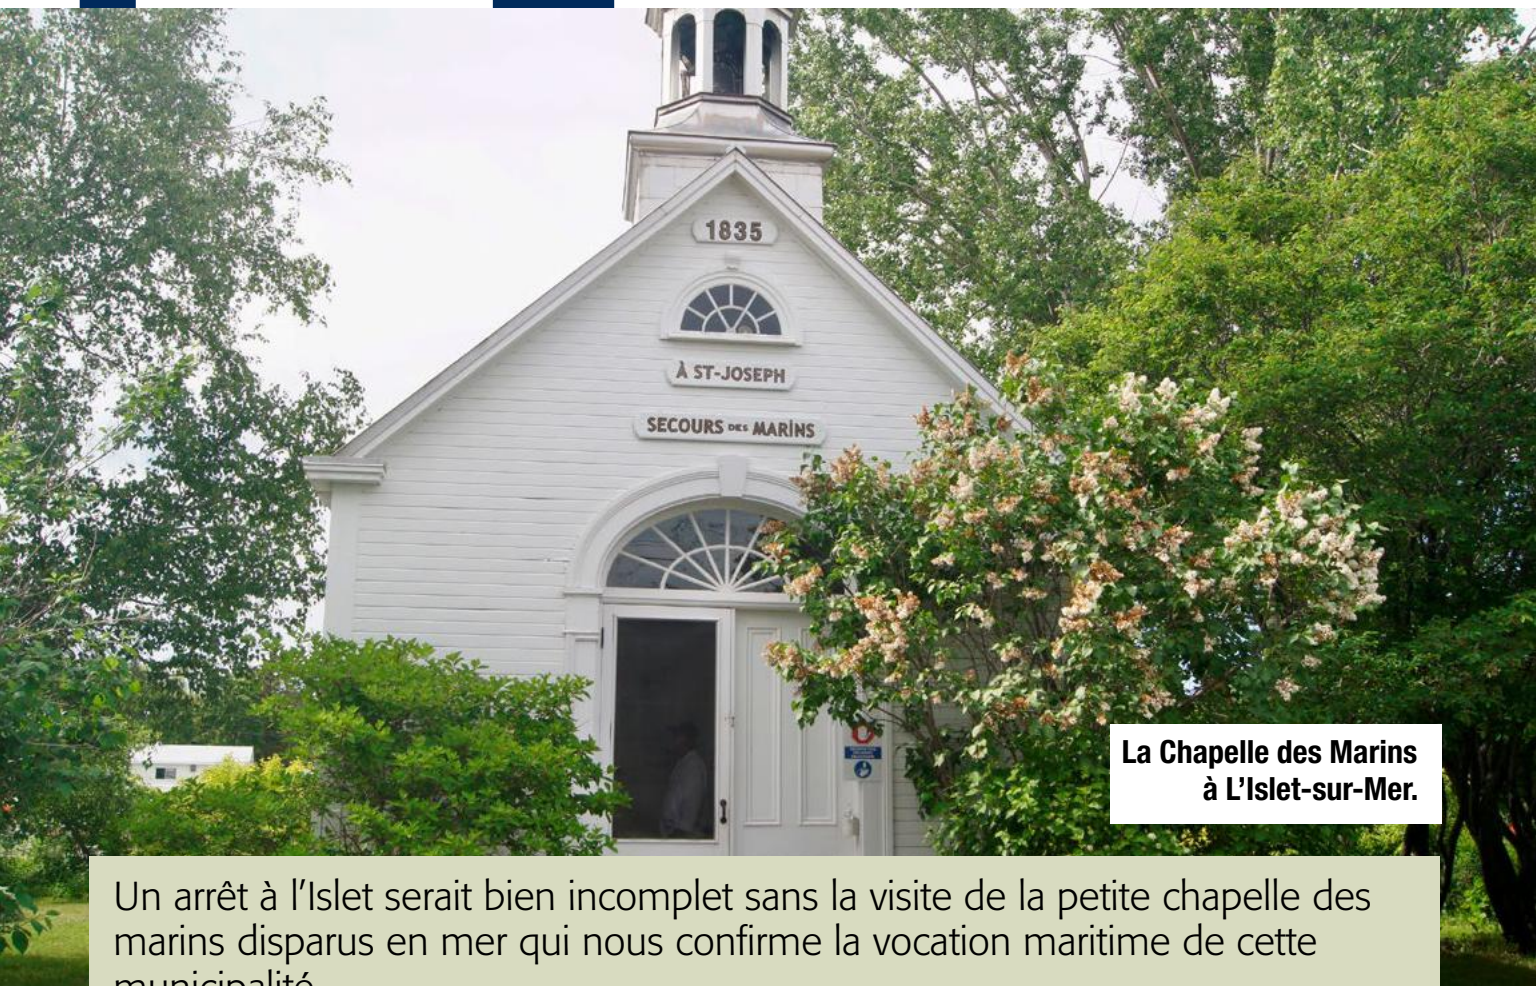 1835
À ST-JOSEPH
SECOURS DES MARINS
La Chapelle des Marins
à L'Islet-sur-Mer.
Un arrêt à l'Islet serait bien incomplet sans la visite de la petite chapelle des
marins disparus en mer qui nous confirme la vocation maritime de cette
municipalité